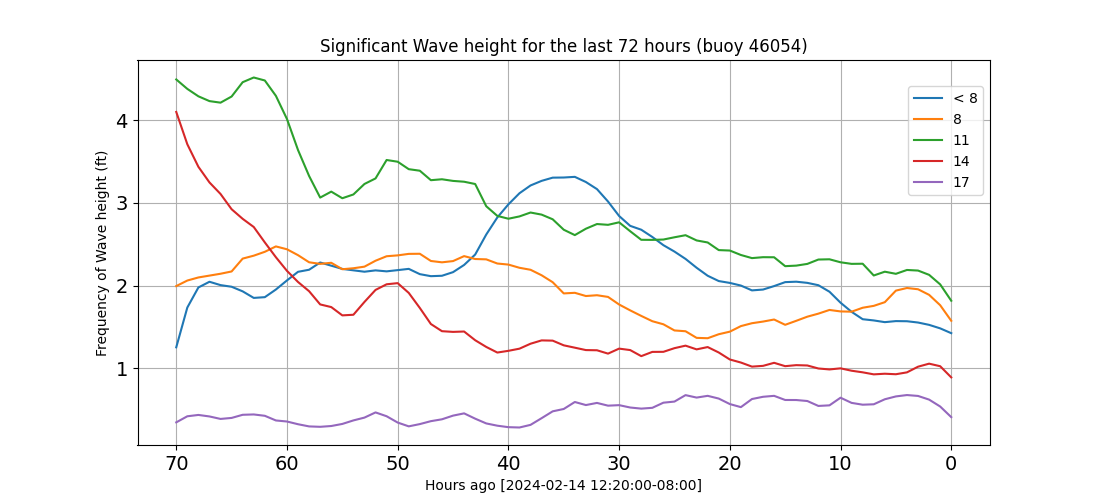 Significant Wave height for the last 72 hours (buoy 46054)
Frequency of Wave height (ft)
4
3
2
1
< 8
8
11
14
17
70 60 50 40 30 20 10 0
Hours ago [2024-02-14 12:20:00-08:00]